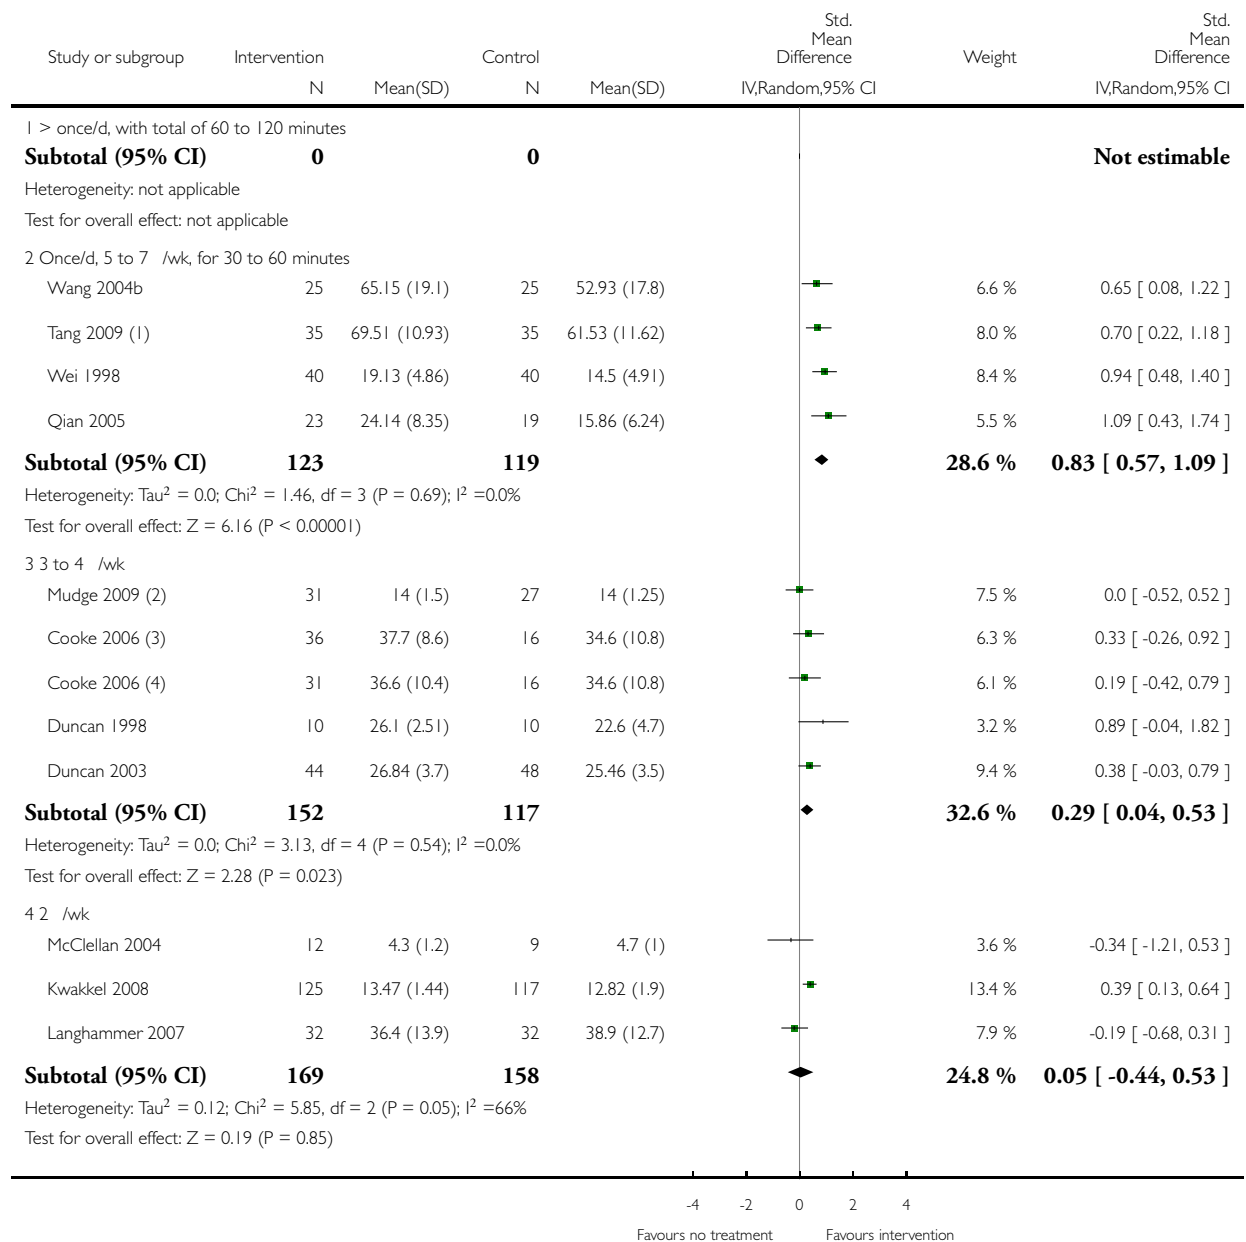 Std. Mean Difference Std. Mean Difference
Study or subgroup Intervention Control Weight
N Mean(SD) N Mean(SD) IV,Random,95% CI IV,Random,95% CI
1 > once/d, with total of 60 to 120 minutes
Subtotal (95% CI) 0 0 Not estimable
Heterogeneity: not applicable
Test for overall effect: not applicable
2 Once/d, 5 to 7 /wk, for 30 to 60 minutes
Wang 2004b 25 65.15 (19.1) 25 52.93 (17.8) 6.6 % 0.65 [ 0.08, 1.22 ]
Tang 2009 (1) 35 69.51 (10.93) 35 61.53 (11.62) 8.0 % 0.70 [ 0.22, 1.18 ]
Wei 1998 40 19.13 (4.86) 40 14.5 (4.91) 8.4 % 0.94 [ 0.48, 1.40 ]
Qian 2005 23 24.14 (8.35) 19 15.86 (6.24) 5.5 % 1.09 [ 0.43, 1.74 ]
Subtotal (95% CI) 123 119 28.6 % 0.83 [ 0.57, 1.09 ]
Heterogeneity: Tau² = 0.0; Chi² = 1.46, df = 3 (P = 0.69); I² =0.0%
Test for overall effect: Z = 6.16 (P < 0.00001)
3 3 to 4 /wk
Mudge 2009 (2) 31 14 (1.5) 27 14 (1.25) 7.5 % 0.0 [ -0.52, 0.52 ]
Cooke 2006 (3) 36 37.7 (8.6) 16 34.6 (10.8) 6.3 % 0.33 [ -0.26, 0.92 ]
Cooke 2006 (4) 31 36.6 (10.4) 16 34.6 (10.8) 6.1 % 0.19 [ -0.42, 0.79 ]
Duncan 1998 10 26.1 (2.51) 10 22.6 (4.7) 3.2 % 0.89 [ -0.04, 1.82 ]
Duncan 2003 44 26.84 (3.7) 48 25.46 (3.5) 9.4 % 0.38 [ -0.03, 0.79 ]
Subtotal (95% CI) 152 117 32.6 % 0.29 [ 0.04, 0.53 ]
Heterogeneity: Tau² = 0.0; Chi² = 3.13, df = 4 (P = 0.54); I² =0.0%
Test for overall effect: Z = 2.28 (P = 0.023)
4 2 /wk
McClellan 2004 12 4.3 (1.2) 9 4.7 (1) 3.6 % -0.34 [ -1.21, 0.53 ]
Kwakkel 2008 125 13.47 (1.44) 117 12.82 (1.9) 13.4 % 0.39 [ 0.13, 0.64 ]
Langhammer 2007 32 36.4 (13.9) 32 38.9 (12.7) 7.9 % -0.19 [ -0.68, 0.31 ]
Subtotal (95% CI) 169 158 24.8 % 0.05 [ -0.44, 0.53 ]
Heterogeneity: Tau² = 0.12; Chi² = 5.85, df = 2 (P = 0.05); I² =66%
Test for overall effect: Z = 0.19 (P = 0.85)
-4 -2 0 2 4
Favours no treatment Favours intervention